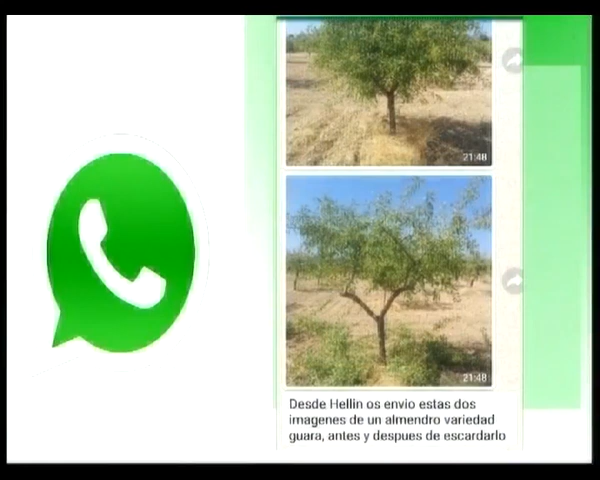 21:48
21:48
Desde Hellin os envio estas dos
imagenes de un almendro variedad
guara, antes y despues de escardarlo